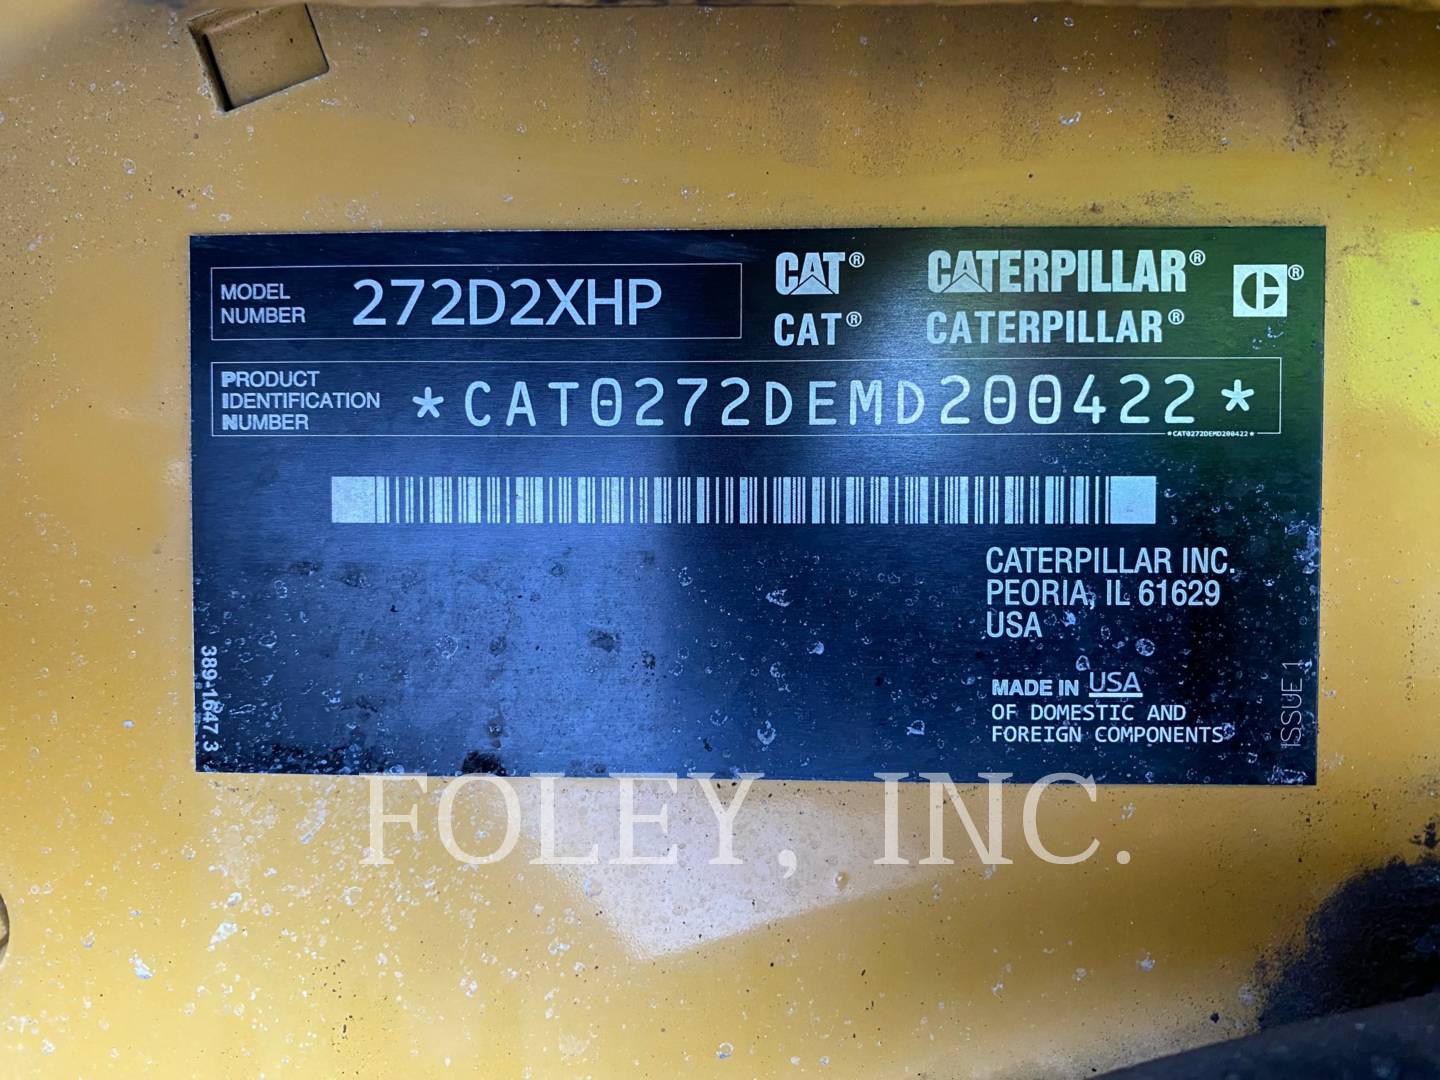 MODEL NUMBER 272D2XHP
CAT® CATERPILLAR® ®
CAT® CATERPILLAR®
PRODUCT IDENTIFICATION NUMBER *CAT0272DEMD200422*
*CAT0272DEMD200422*
CATERPILLAR INC.
PEORIA, IL 61629
USA
MADE IN USA
OF DOMESTIC AND
FOREIGN COMPONENTS
389-1647 3
ISSUE 1
FOLEY, INC.